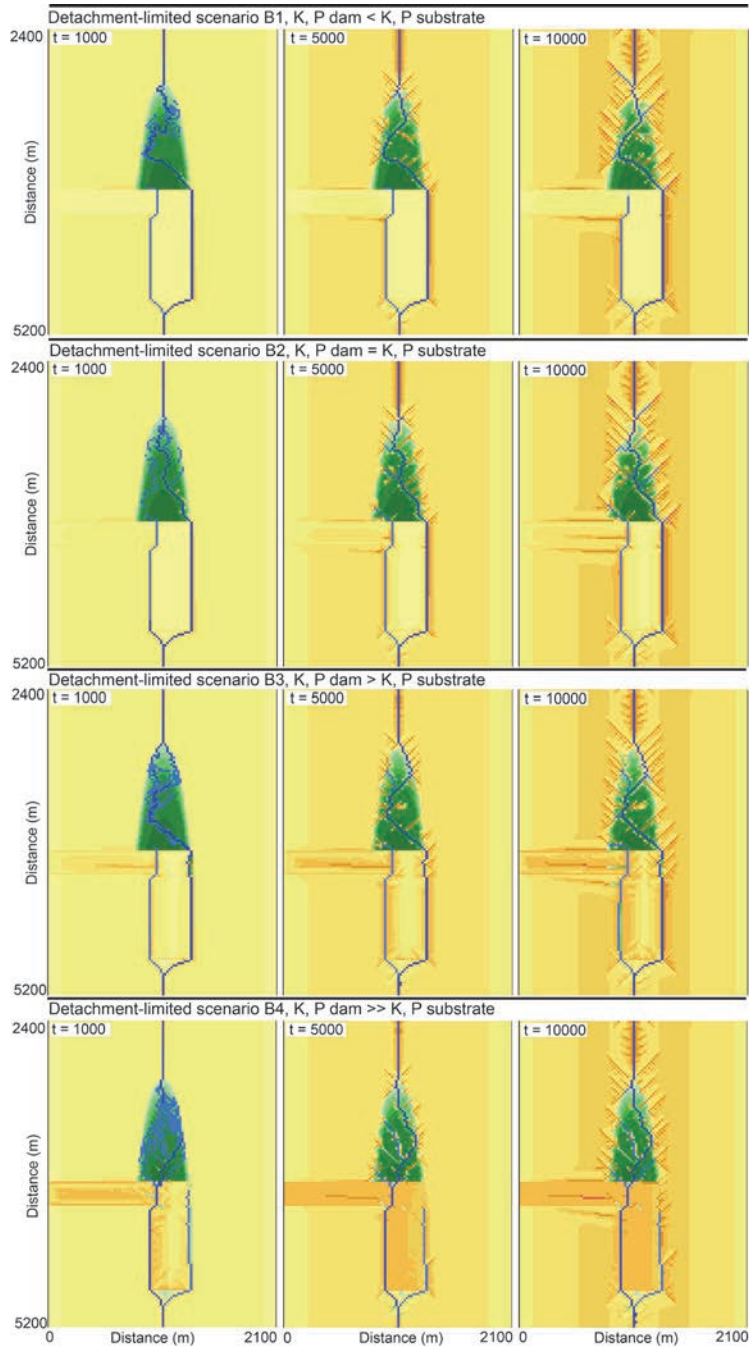 Detachment-limited scenario B1, K, P dam < K, P substrate
2400
t = 1000
t = 5000
t = 10000
Distance (m)
5200
Detachment-limited scenario B2, K, P dam = K, P substrate
2400
t = 1000
t = 5000
t = 10000
Distance (m)
5200
Detachment-limited scenario B3, K, P dam > K, P substrate
2400
t = 1000
t = 5000
t = 10000
Distance (m)
5200
Detachment-limited scenario B4, K, P dam >> K, P substrate
2400
t = 1000
t = 5000
t = 10000
Distance (m)
5200
0 Distance (m) 2100 0 Distance (m) 2100 0 Distance (m) 2100